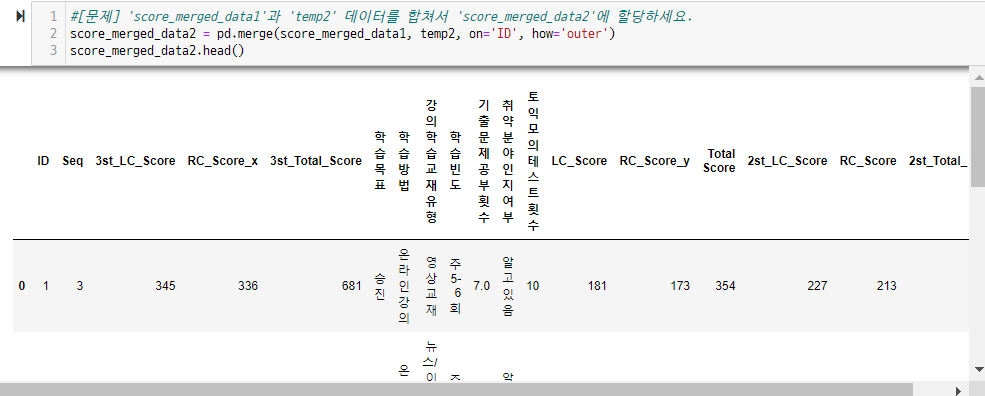 1 #[문제] 'score_merged_data1'과 'temp2' 데이터를 합쳐서 'score_merged_data2'에 할당하세요.
2 score_merged_data2 = pd.merge(score_merged_data1, temp2, on='ID', how='outer')
3 score_merged_data2.head()
ID Seq 3st_LC_Score RC_Score_x 3st_Total_Score 학습목표 학습방법 강의학습교재유형 학습빈도 기출문제공부횟수 취약분야인지여부 토익모의테스트횟수 LC_Score RC_Score_y Total Score 2st_LC_Score RC_Score 2st_Total_
0 1 3 345 336 681 승진 온라인강의 영상교재 주5-6회 7.0 알고있음 10 181 173 354 227 213
온 뉴스/이